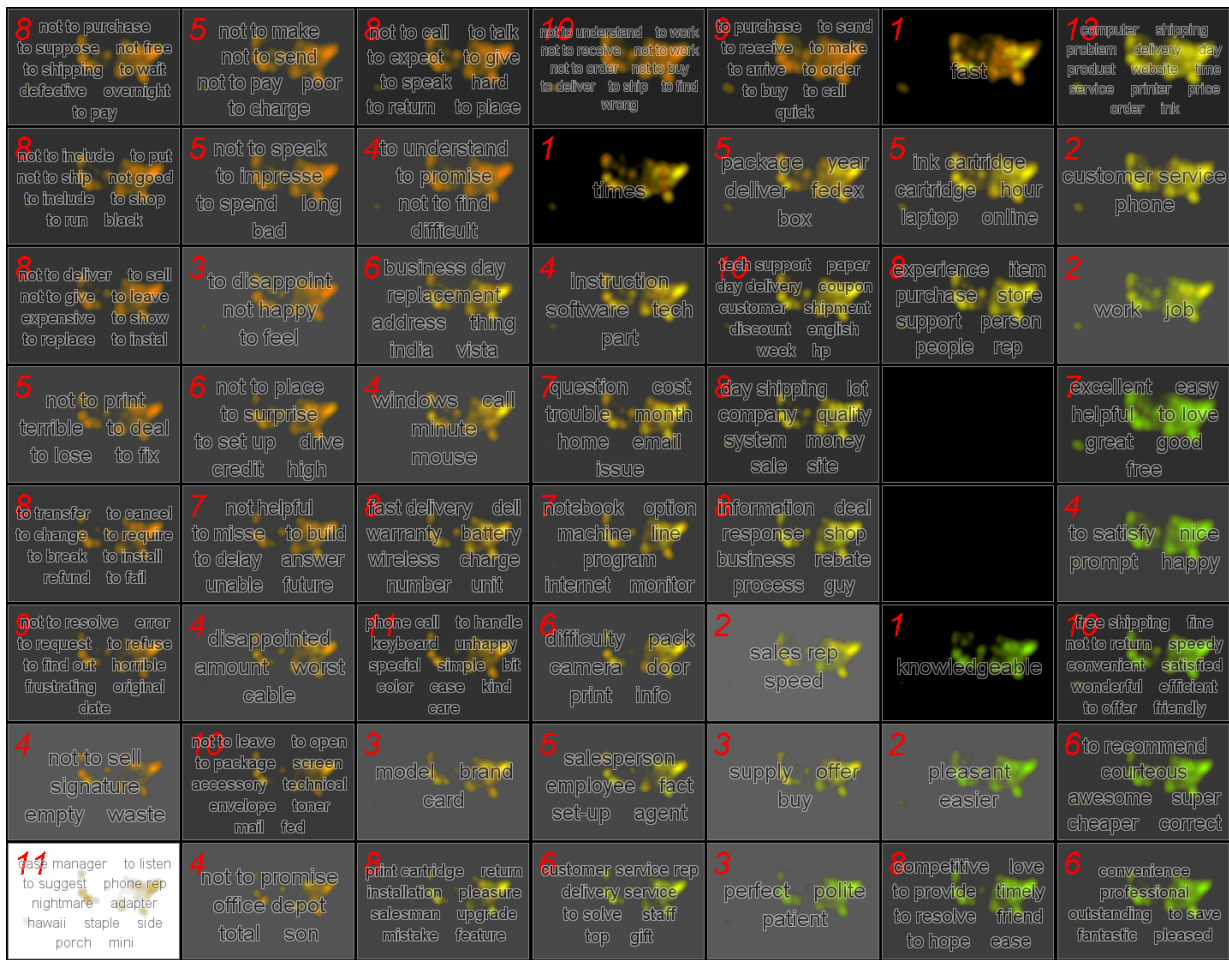 8
not to purchase
to suppose not free
to shipping to wait
defective overnight
to pay
5
not to make
not to send
not to pay poor
to charge
8
not to call to talk
to expect to give
to speak hard
to return to place
10
not to understand to work
not to receive not to work
not to order not to buy
to deliver to ship to find
wrong
9
to purchase to send
to receive to make
to arrive to order
to buy to call
quick
1
fast
13
computer shipping
problem delivery day
product website time
service printer price
order ink
8
not to include to put
not to ship not good
to include to shop
to run black
5
not to speak
to impresse
to spend long
bad
4
to understand
to promise
not to find
difficult
1
times
5
package year
deliver fedex
box
5
ink cartridge
cartridge hour
laptop online
2
customer service
phone
8
not to deliver to sell
not to give to leave
expensive to show
to replace to instal
3
to disappoint
not happy
to feel
6
business day
replacement
address thing
india vista
4
instruction
software tech
part
10
tech support paper
day delivery coupon
customer shipment
discount english
week hp
8
experience item
purchase store
support person
people rep
2
work job
5
not to print
terrible to deal
to lose to fix
6
not to place
to surprise
to set up drive
credit high
4
windows call
minute
mouse
7
question cost
trouble month
home email
issue
8
day shipping lot
company quality
system money
sale site
7
excellent easy
helpful to love
great good
free
8
to transfer to cancel
to change to require
to break to install
refund to fail
7
not helpful
to misse to build
to delay answer
unable future
8
fast delivery dell
warranty battery
wireless charge
number unit
7
notebook option
machine line
program
internet monitor
8
information deal
response shop
business rebate
process guy
4
to satisfy nice
prompt happy
9
not to resolve error
to request to refuse
to find out horrible
frustrating original
date
4
disappointed
amount worst
cable
11
phone call to handle
keyboard unhappy
special simple bit
color case kind
care
6
difficulty pack
camera door
print info
2
sales rep
speed
1
knowledgeable
10
free shipping fine
not to return speedy
convenient satisfied
wonderful efficient
to offer friendly
4
not to sell
signature
empty waste
10
not to leave to open
to package screen
accessory technical
envelope toner
mail fed
3
model brand
card
5
salesperson
employee fact
set-up agent
3
supply offer
buy
2
pleasant
easier
6
to recommend
courteous
awesome super
cheaper correct
11
case manager to listen
to suggest phone rep
nightmare adapter
hawaii staple side
porch mini
4
not to promise
office depot
total son
8
print cartridge return
installation pleasure
salesman upgrade
mistake feature
6
customer service rep
delivery service
to solve staff
top gift
3
perfect polite
patient
8
competitive love
to provide timely
to resolve friend
to hope ease
6
convenience
professional
outstanding to save
fantastic pleased